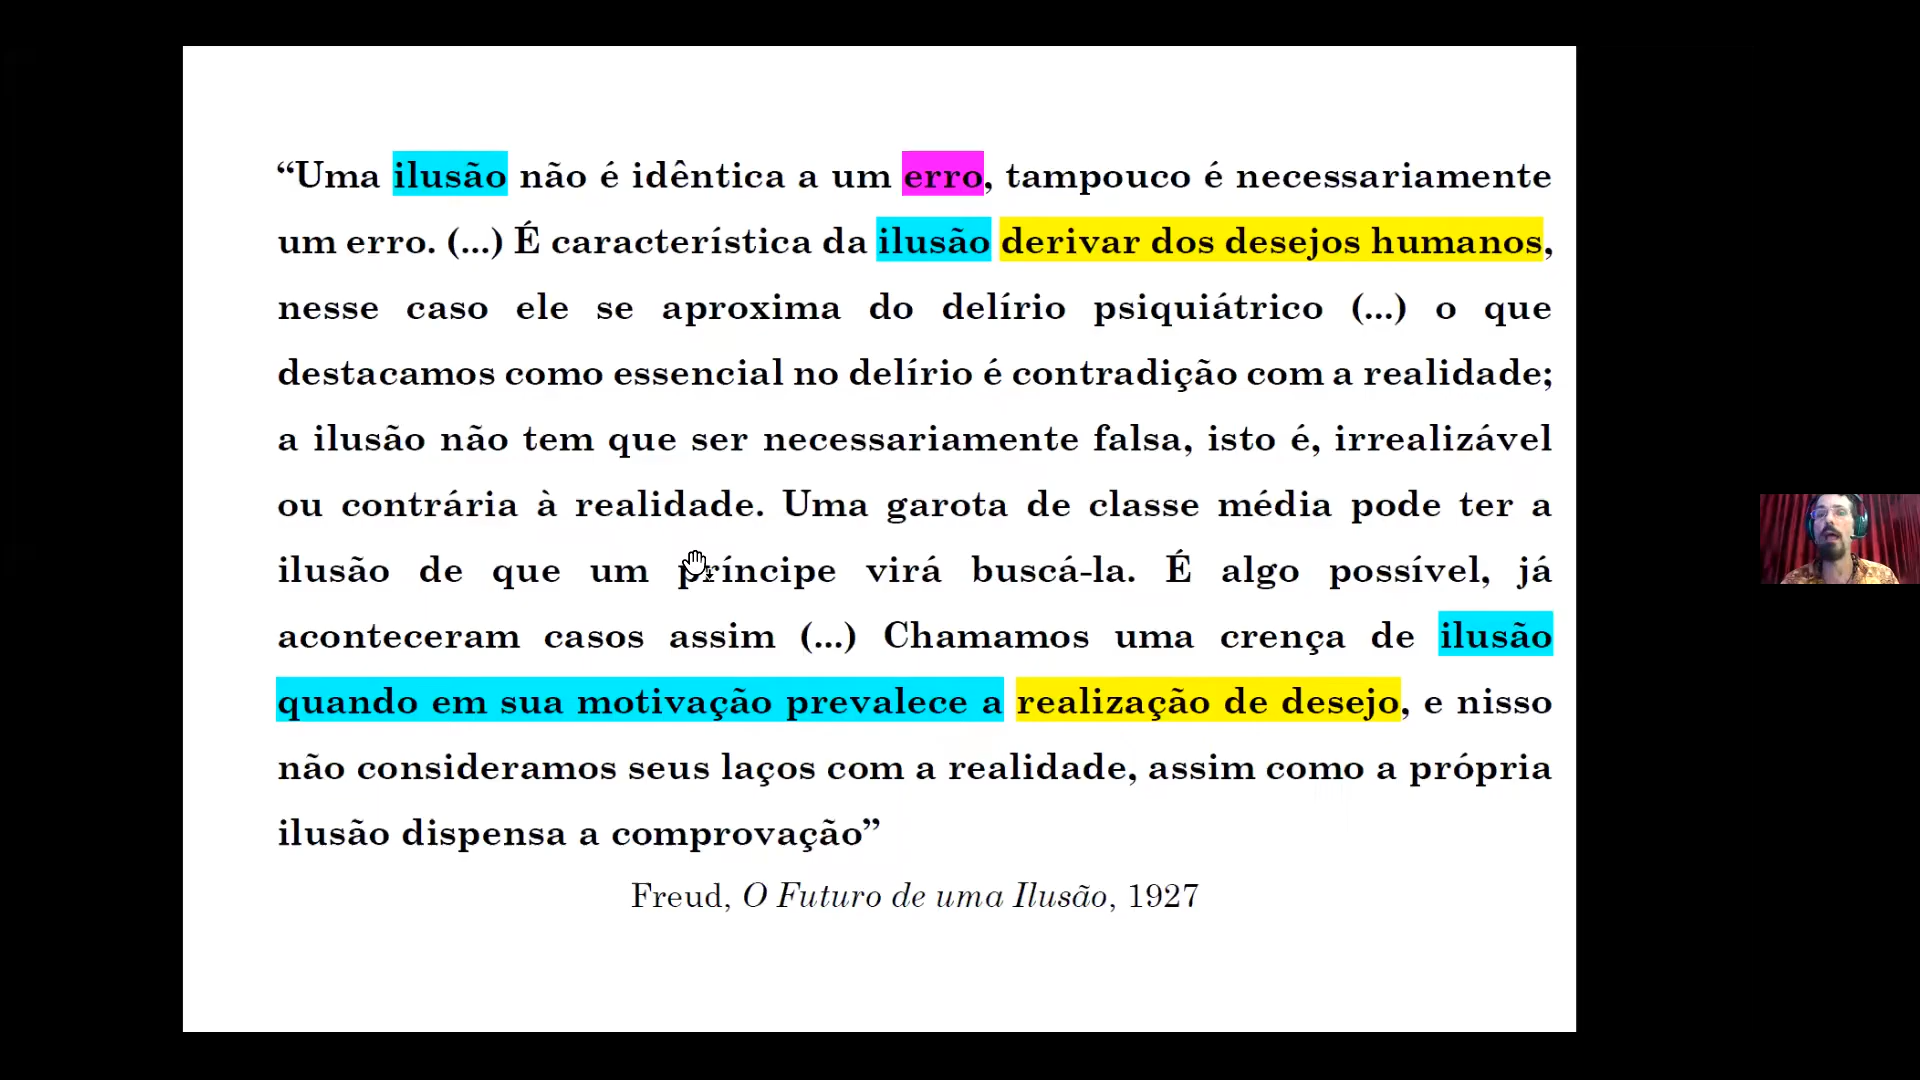 “Uma ilusão não é idêntica a um erro, tampouco é necessariamente
um erro. (...) É característica da ilusão derivar dos desejos humanos,
nesse caso ele se aproxima do delírio psiquiátrico (...) o que
destacamos como essencial no delírio é contradição com a realidade;
a ilusão não tem que ser necessariamente falsa, isto é, irrealizável
ou contrária à realidade. Uma garota de classe média pode ter a
ilusão de que um príncipe virá buscá-la. É algo possível, já
aconteceram casos assim (...) Chamamos uma crença de ilusão
quando em sua motivação prevalece a realização de desejo, e nisso
não consideramos seus laços com a realidade, assim como a própria
ilusão dispensa a comprovação”
Freud, O Futuro de uma Ilusão, 1927